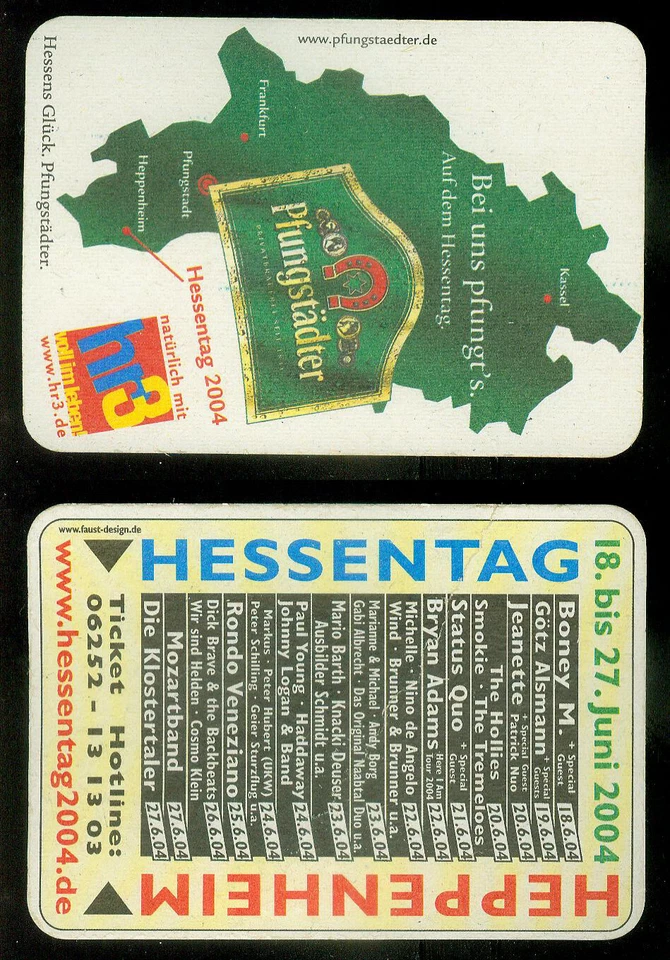 www.pfungstaedter.de
Bei uns pfungt's.
Auf dem Hessentag.
Kassel
Frankfurt
Pfungstadt
Heppenheim
Pfungstädter
Hessentag 2004
natürlich mit
hr3
voll im leben!
www.hr3.de
Hessens Glück. Pfungstädter.
18. bis 27. Juni 2004
HESSENTAG
HEPPENHEIM
Boney M. + Special Guest 18.6.04
Götz Alsmann + Special Guests 19.6.04
Jeanette + Special Guest Patrick Nuo 20.6.04
The Hollies
Smokie · The Tremeloes 20.6.04
Status Quo + Special Guest 21.6.04
Bryan Adams Here I Am Tour 2004 22.6.04
Michelle · Nino de Angelo
Wind · Brunner & Brunner u.a. 22.6.04
Marianne & Michael · Andy Borg
Gabi Albrecht · Das Original Naabtal Duo u.a. 23.6.04
Mario Barth · Knacki Deuser
Ausbilder Schmidt u.a. 23.6.04
Paul Young · Haddaway
Johnny Logan & Band 24.6.04
Markus · Peter Hubert (UKW)
Peter Schilling · Geier Sturzflug u.a. 24.6.04
Rondo Veneziano 25.6.04
Dick Brave & the Backbeats
Wir sind Helden · Cosmo Klein 26.6.04
Mozartband 27.6.04
Die Klostertaler 27.6.04
Ticket Hotline:
06252 - 13 13 03
www.hessentag2004.de
www.faust-design.de